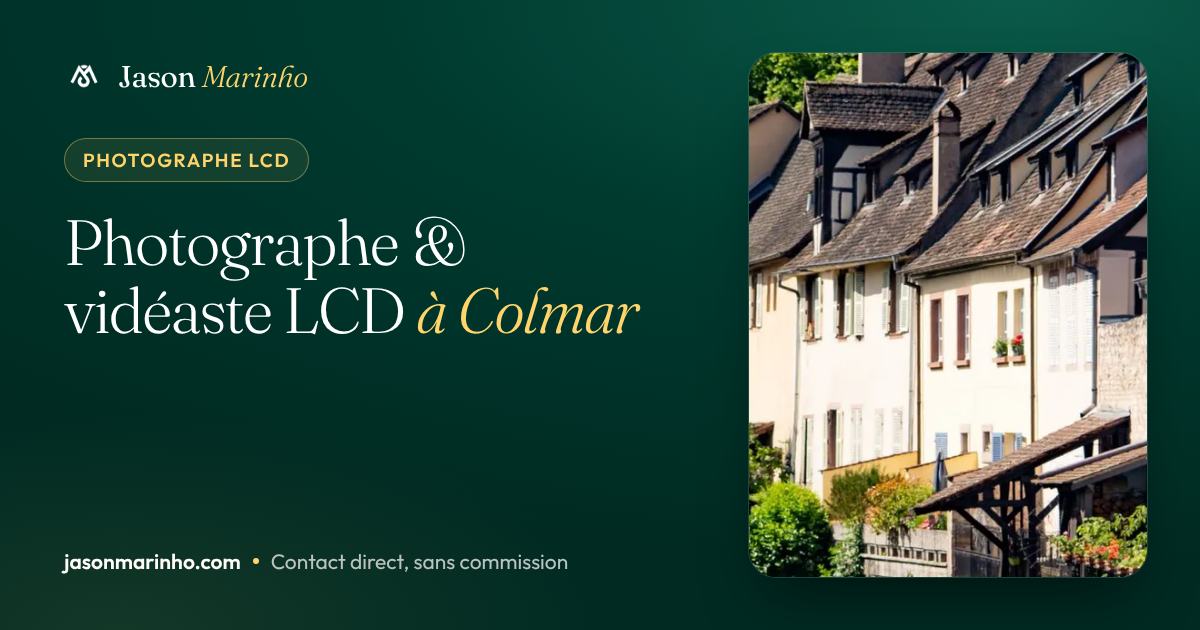 Jason Marinho
PHOTOGRAPHE LCD
Photographe &
vidéaste LCD à Colmar
jasonmarinho.com • Contact direct, sans commission